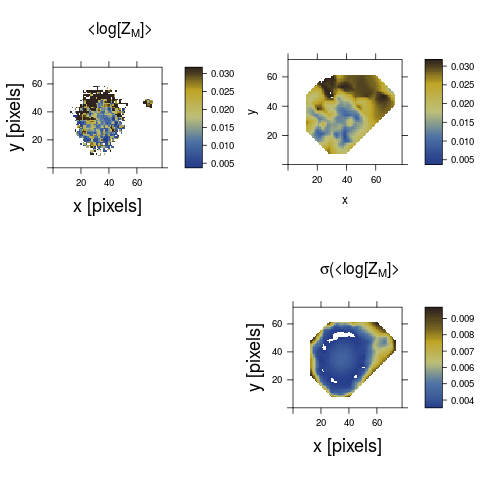 <log[Z_M]>
y [pixels]
60
40
20
20 40 60
x [pixels]
0.030
0.025
0.020
0.015
0.010
0.005
y
60
40
20
20 40 60
x
0.030
0.025
0.020
0.015
0.010
0.005
σ(<log[Z_M]>
y [pixels]
60
40
20
20 40 60
x [pixels]
0.009
0.008
0.007
0.006
0.005
0.004